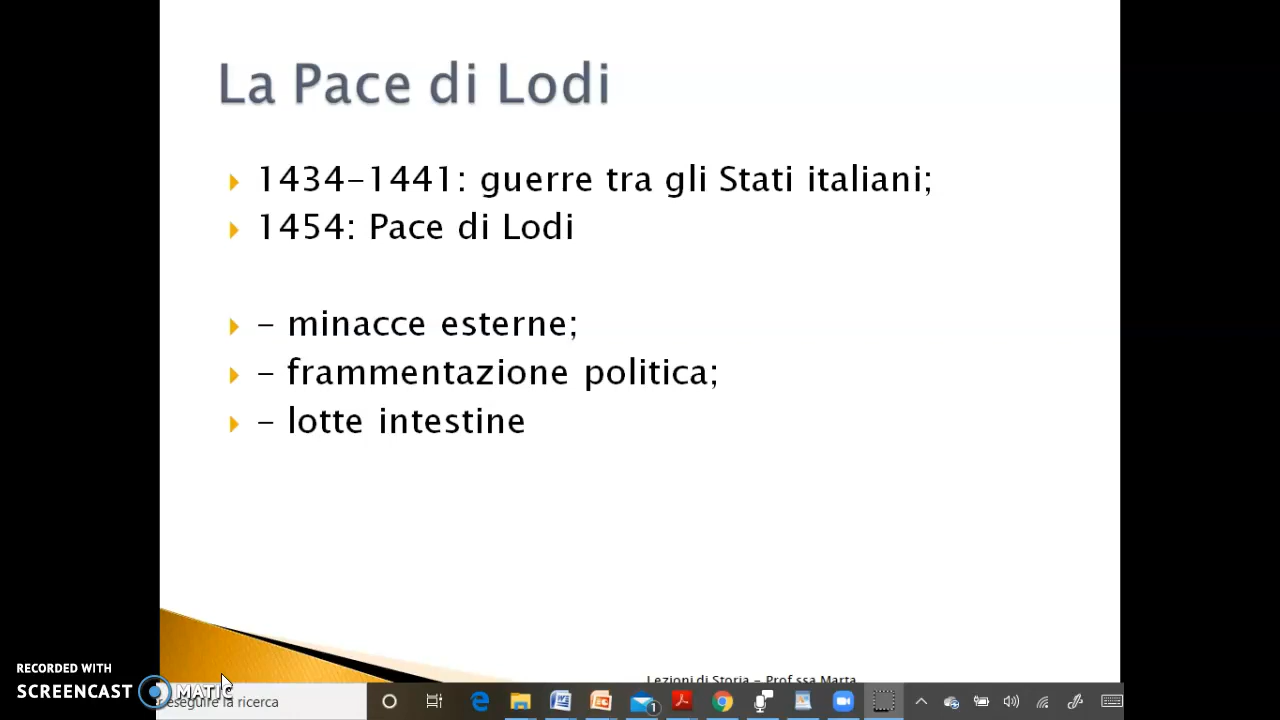 La Pace di Lodi
1434-1441: guerre tra gli Stati italiani;
1454: Pace di Lodi
- minacce esterne;
- frammentazione politica;
- lotte intestine
Lezioni di Storia - Prof.ssa Marta
RECORDED WITH
SCREENCAST MATIC
eseguire la ricerca
1